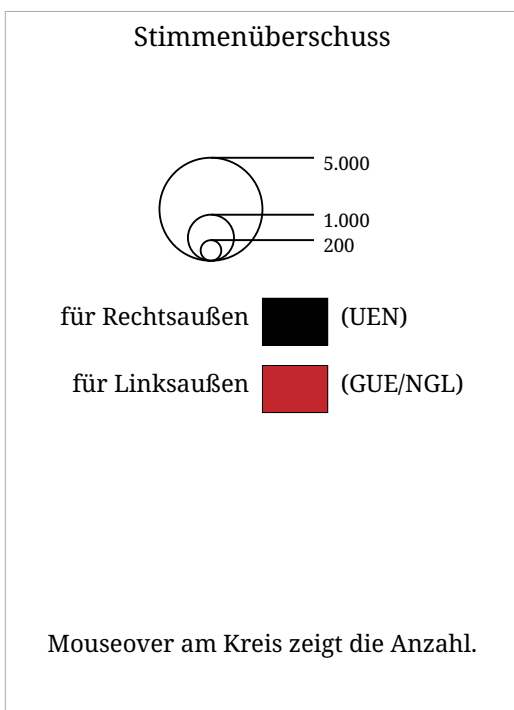 Stimmenüberschuss
5.000
1.000
200
für Rechtsaußen (UEN)
für Linksaußen (GUE/NGL)
Mouseover am Kreis zeigt die Anzahl.